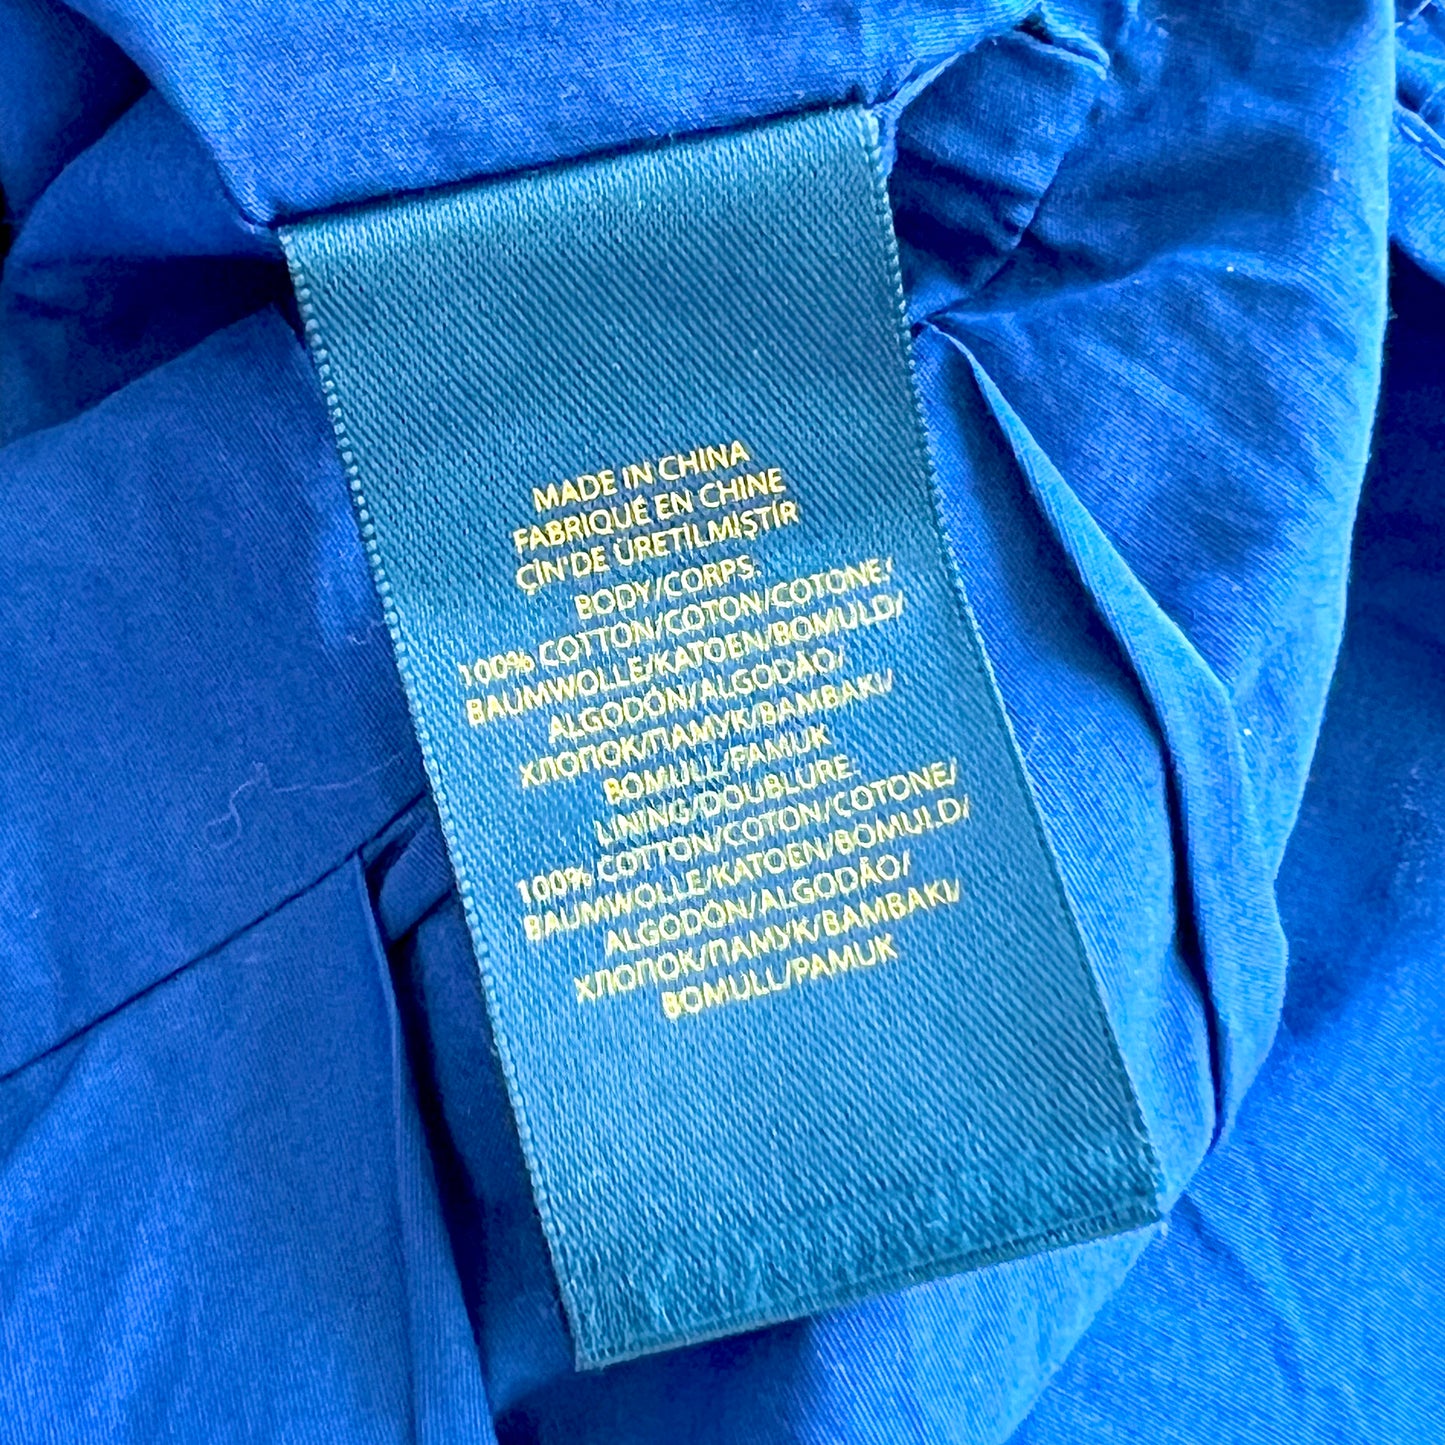 MADE IN CHINA
FABRIQUÉ EN CHINE
ÇİN'DE ÜRETİLMİŞTİR
BODY/CORPS:
100% COTTON/COTON/COTONE/
BAUMWOLLE/KATOEN/BOMULD/
ALGODÓN/ALGODÃO/
ХЛОПОК/ПАМУК/BAMBAKI/
BOMULL/PAMUK
LINING/DOUBLURE:
100% COTTON/COTON/COTONE/
BAUMWOLLE/KATOEN/BOMULD/
ALGODÓN/ALGODÃO/
ХЛОПОК/ПАМУК/BAMBAKI/
BOMULL/PAMUK